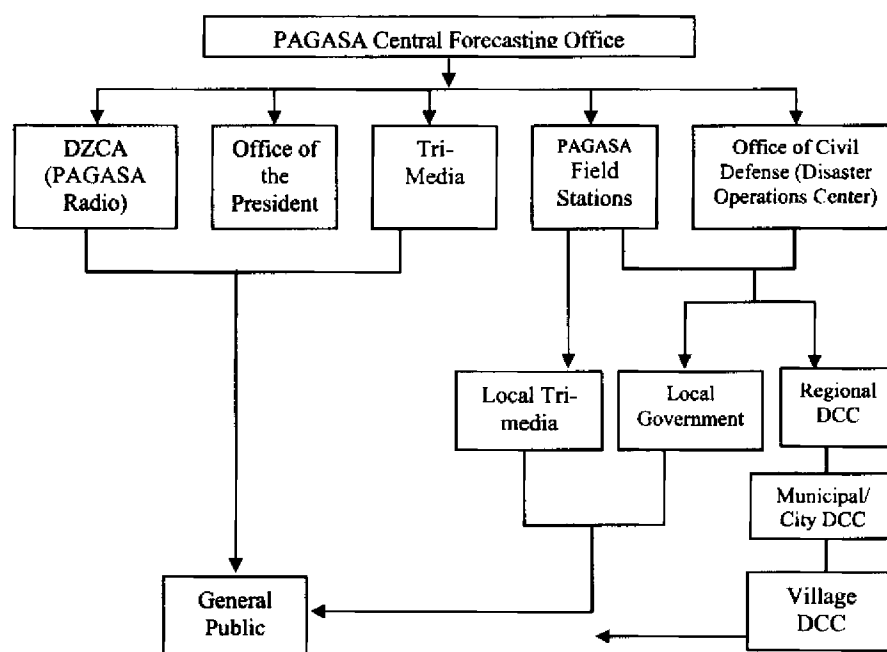 PAGASA Central Forecasting Office
DZCA
(PAGASA
Radio)
Office of
the
President
Tri-
Media
PAGASA
Field
Stations
Office of Civil
Defense (Disaster
Operations Center)
Local Tri-
media
Local
Government
Regional
DCC
Municipal/
City DCC
General
Public
Village
DCC